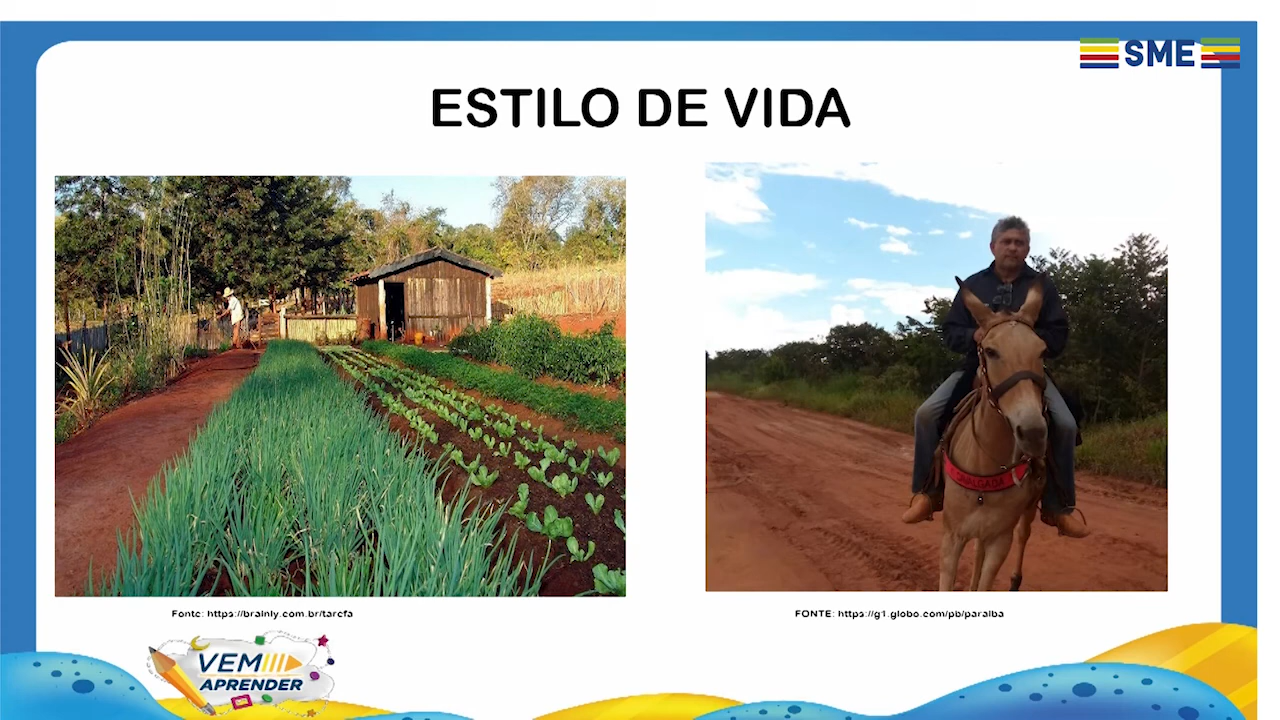 SME
ESTILO DE VIDA
CAVALGADA
Fonte: https://brainly.com.br/tarefa
FONTE: https://g1.globo.com/pb/paraiba
VEM
APRENDER